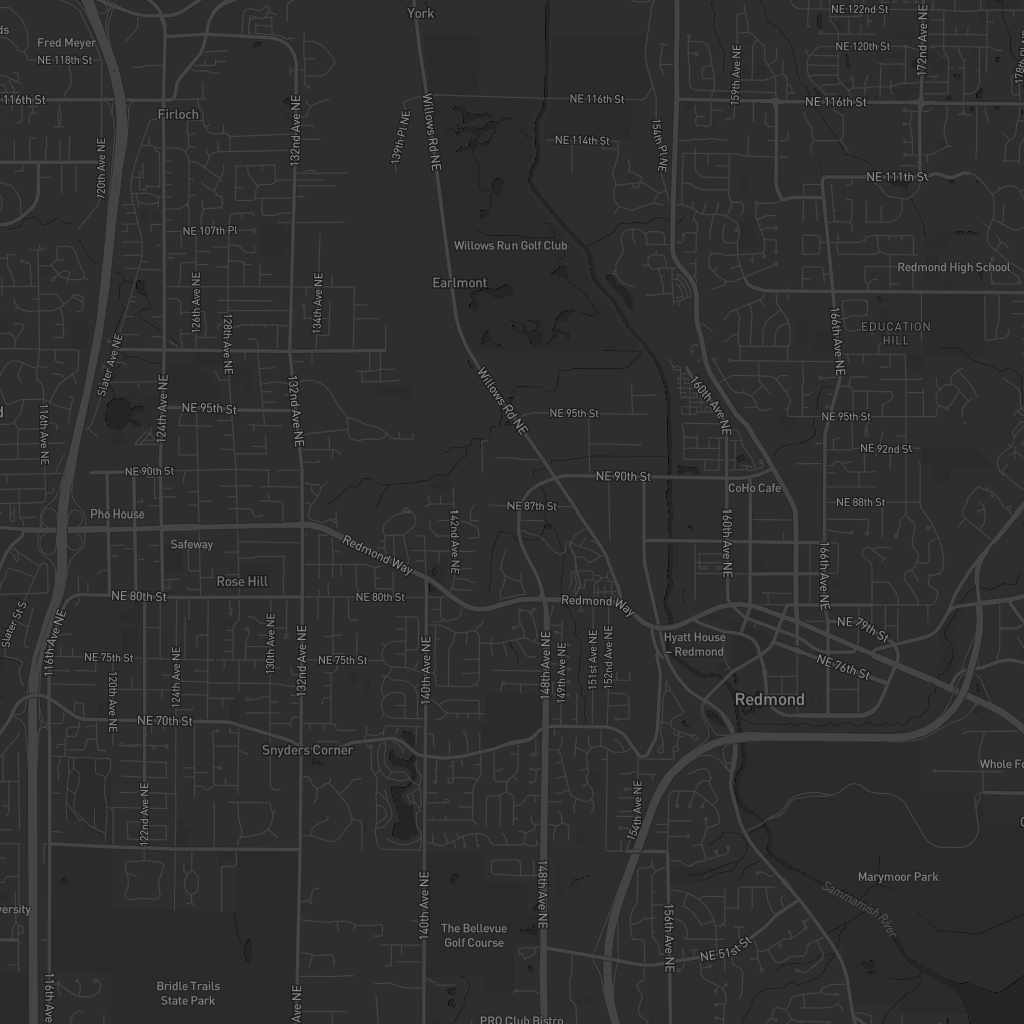 York
NE 122nd St
Fred Meyer
NE 118th St
NE 120th St
172nd Ave NE
159th Ave NE
116th St
NE 116th St
NE 116th St
Firloch
132nd Ave NE
Willows Rd NE
139th Pl NE
154th Pl NE
NE 114th St
120th Ave NE
NE 111th St
NE 107th Pl
Willows Run Golf Club
Redmond High School
Earlmont
126th Ave NE
134th Ave NE
128th Ave NE
166th Ave NE
EDUCATION
HILL
Slater Ave NE
124th Ave NE
132nd Ave NE
Willows Rd NE
160th Ave NE
116th Ave NE
NE 95th St
NE 95th St
NE 95th St
NE 92nd St
NE 90th St
NE 90th St
CoHo Cafe
NE 88th St
NE 87th St
Pho House
142nd Ave NE
160th Ave NE
166th Ave NE
Safeway
Redmond Way
Rose Hill
NE 80th St
NE 80th St
Redmond Way
Slater St S
116th Ave NE
130th Ave NE
132nd Ave NE
140th Ave NE
148th Ave NE
149th Ave NE
151st Ave NE
152nd Ave NE
NE 79th St
Hyatt House
– Redmond
NE 75th St
NE 75th St
NE 76th St
120th Ave NE
124th Ave NE
Redmond
NE 70th St
Snyders Corner
Whole Fo
122nd Ave NE
154th Ave NE
Marymoor Park
140th Ave NE
148th Ave NE
156th Ave NE
Sammamish River
versity
The Bellevue
Golf Course
NE 51st St
Bridle Trails
State Park
116th Ave
Ave NE
PRO Club Bistro